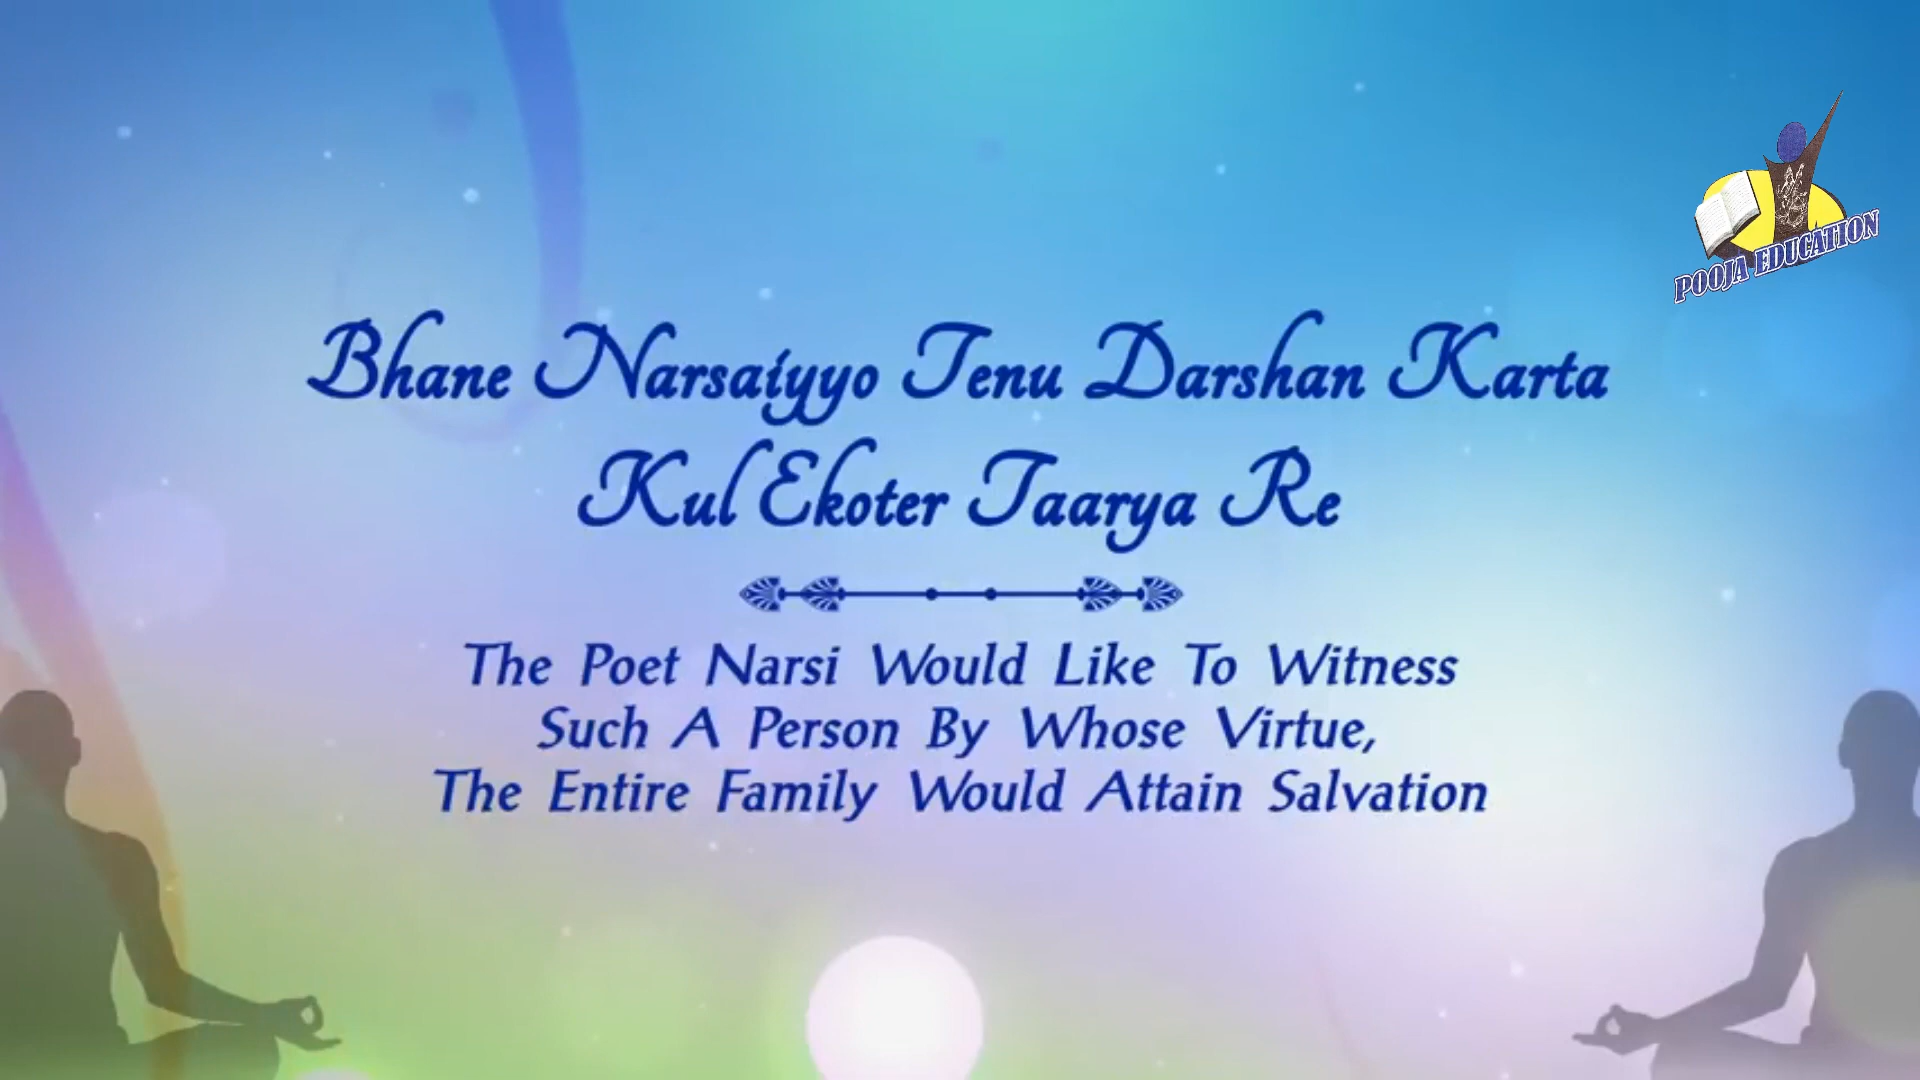 POOJA EDUCATION
Bhane Narsaiyyo Tenu Darshan Karta
Kul Ekoter Taarya Re
The Poet Narsi Would Like To Witness
Such A Person By Whose Virtue,
The Entire Family Would Attain Salvation